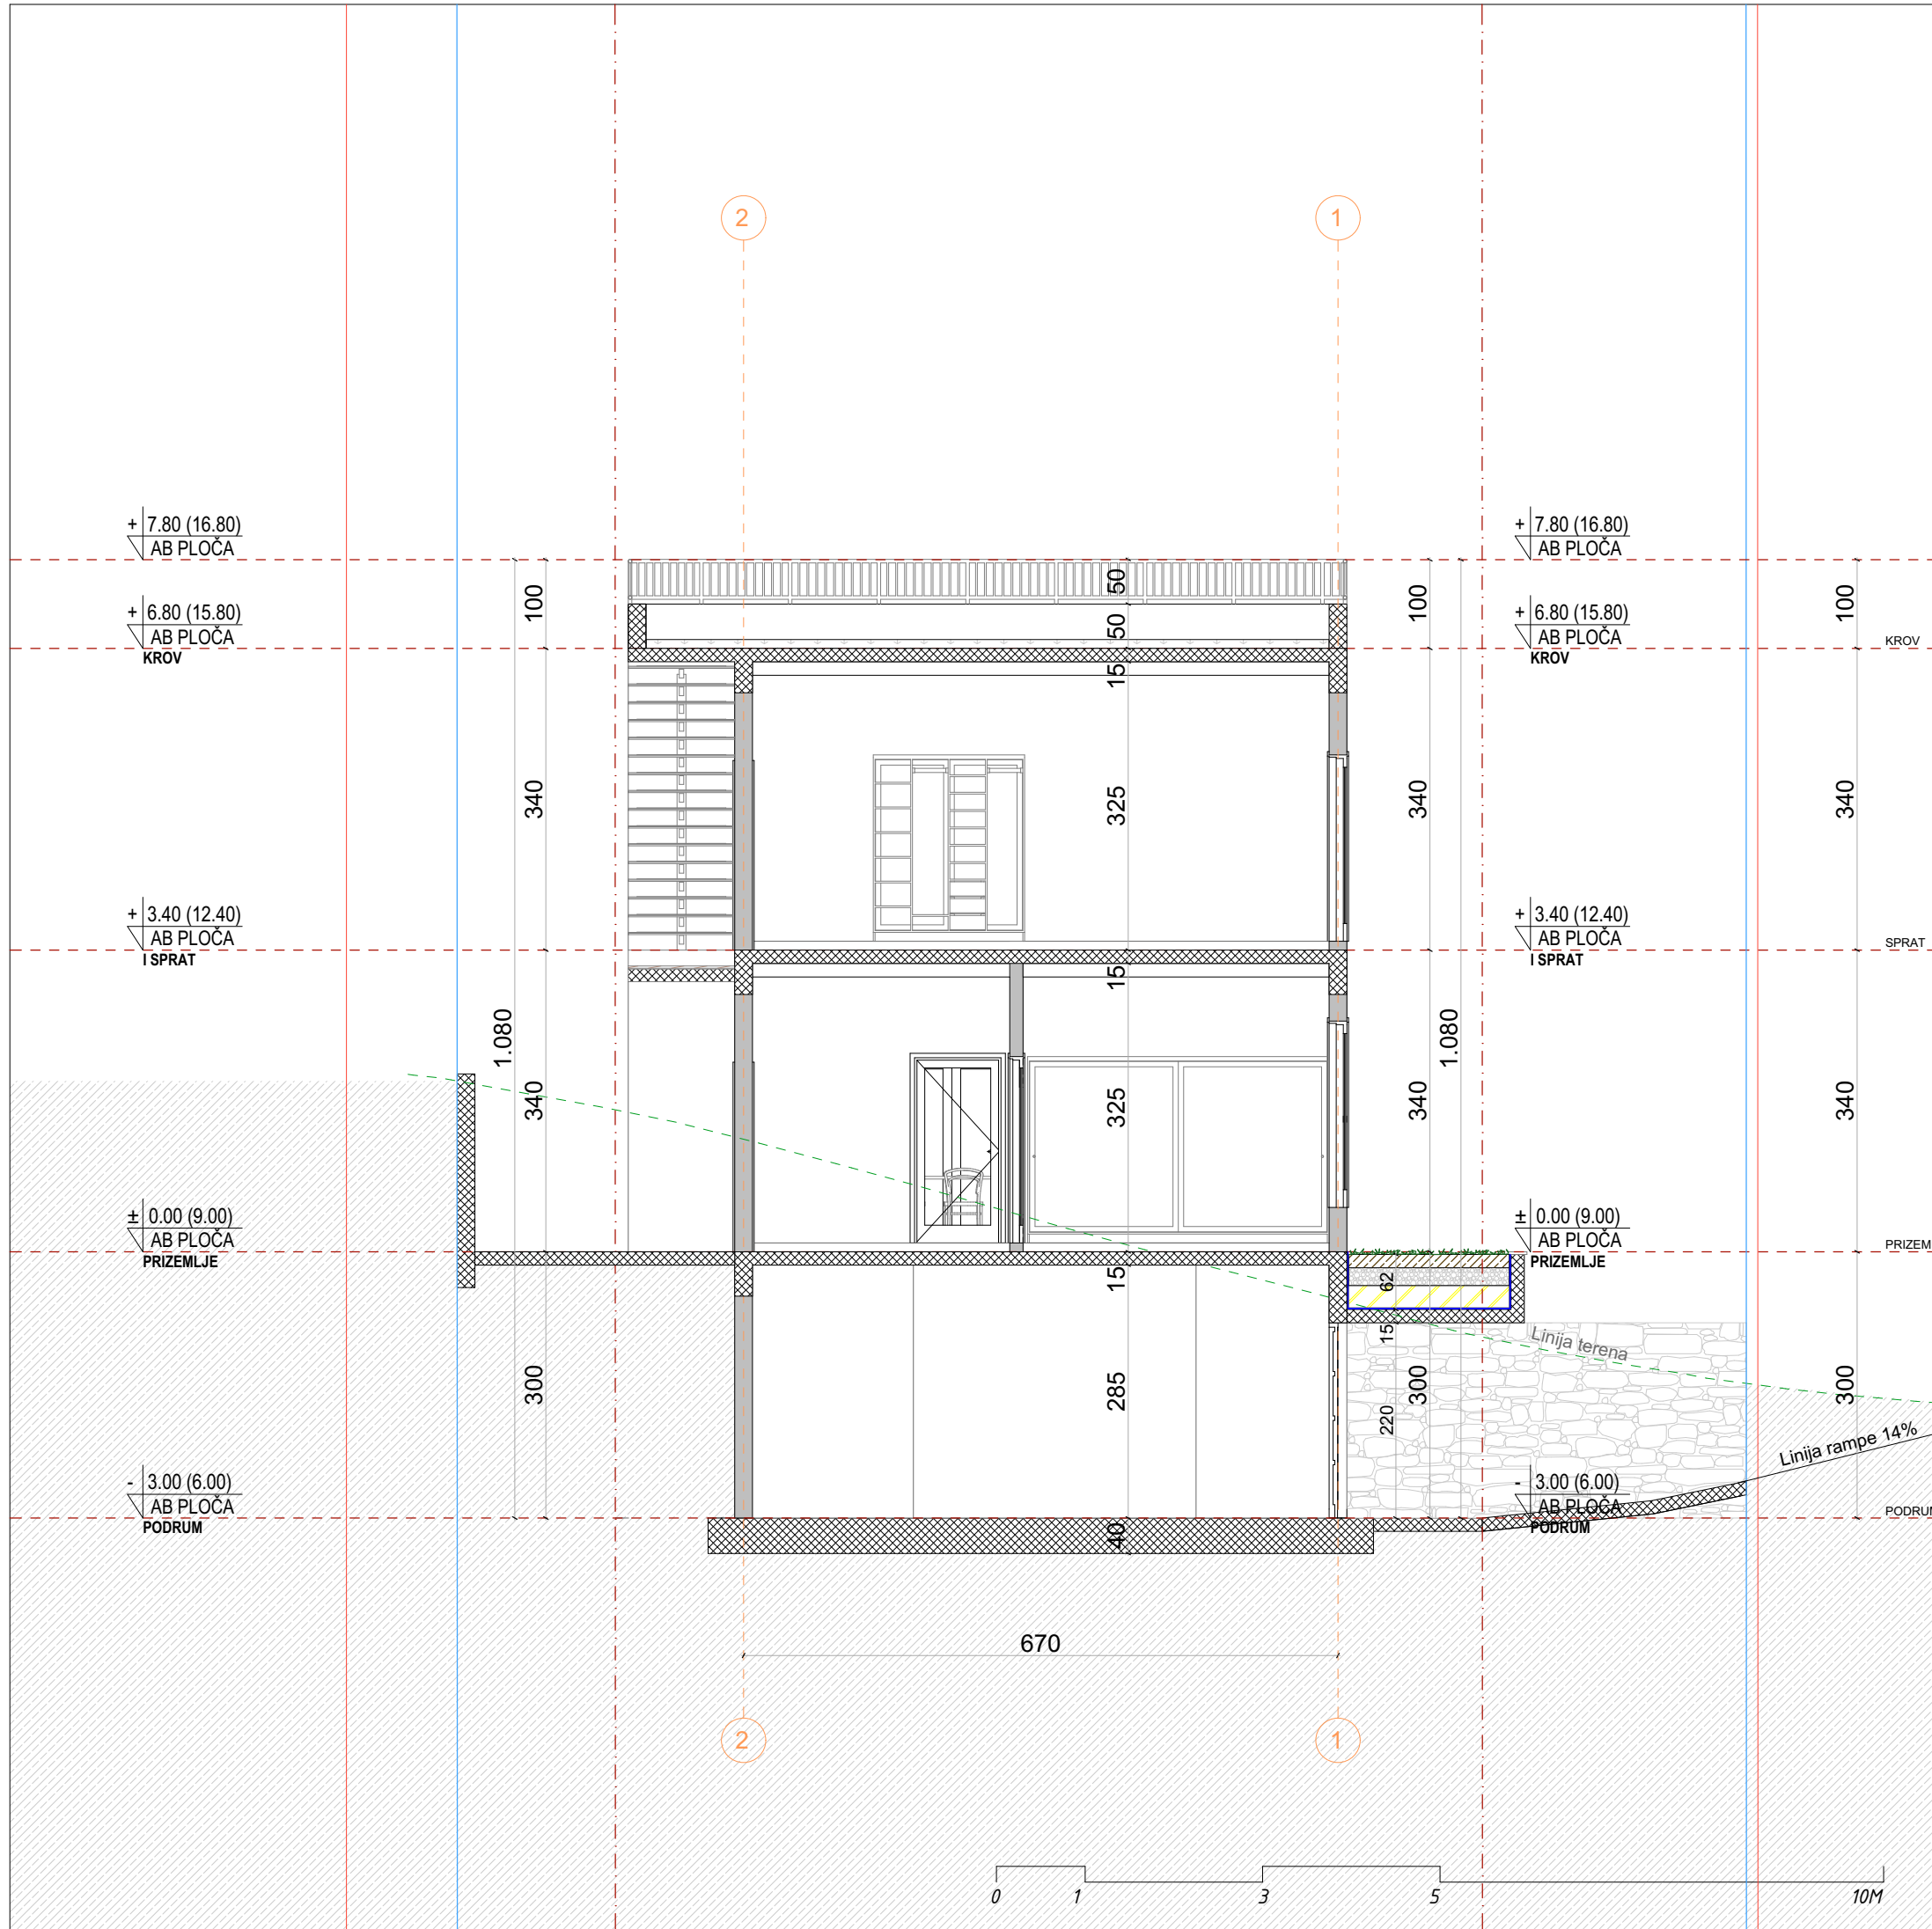 2
1
+ 7.80 (16.80)
AB PLOČA
+ 7.80 (16.80)
AB PLOČA
100
50
100
100
+ 6.80 (15.80)
AB PLOČA
KROV
50
+ 6.80 (15.80)
AB PLOČA
KROV
KROV
15
340
325
340
340
+ 3.40 (12.40)
AB PLOČA
I SPRAT
+ 3.40 (12.40)
AB PLOČA
I SPRAT
SPRAT
15
1.080
1.080
340
325
340
340
± 0.00 (9.00)
AB PLOČA
PRIZEMLJE
± 0.00 (9.00)
AB PLOČA
PRIZEMLJE
PRIZEM
15
62
15
Linija terena
300
285
300
300
220
Linija rampe 14%
- 3.00 (6.00)
AB PLOČA
PODRUM
- 3.00 (6.00)
AB PLOČA
PODRUM
PODRUM
40
670
2
1
0 1 3 5 10M